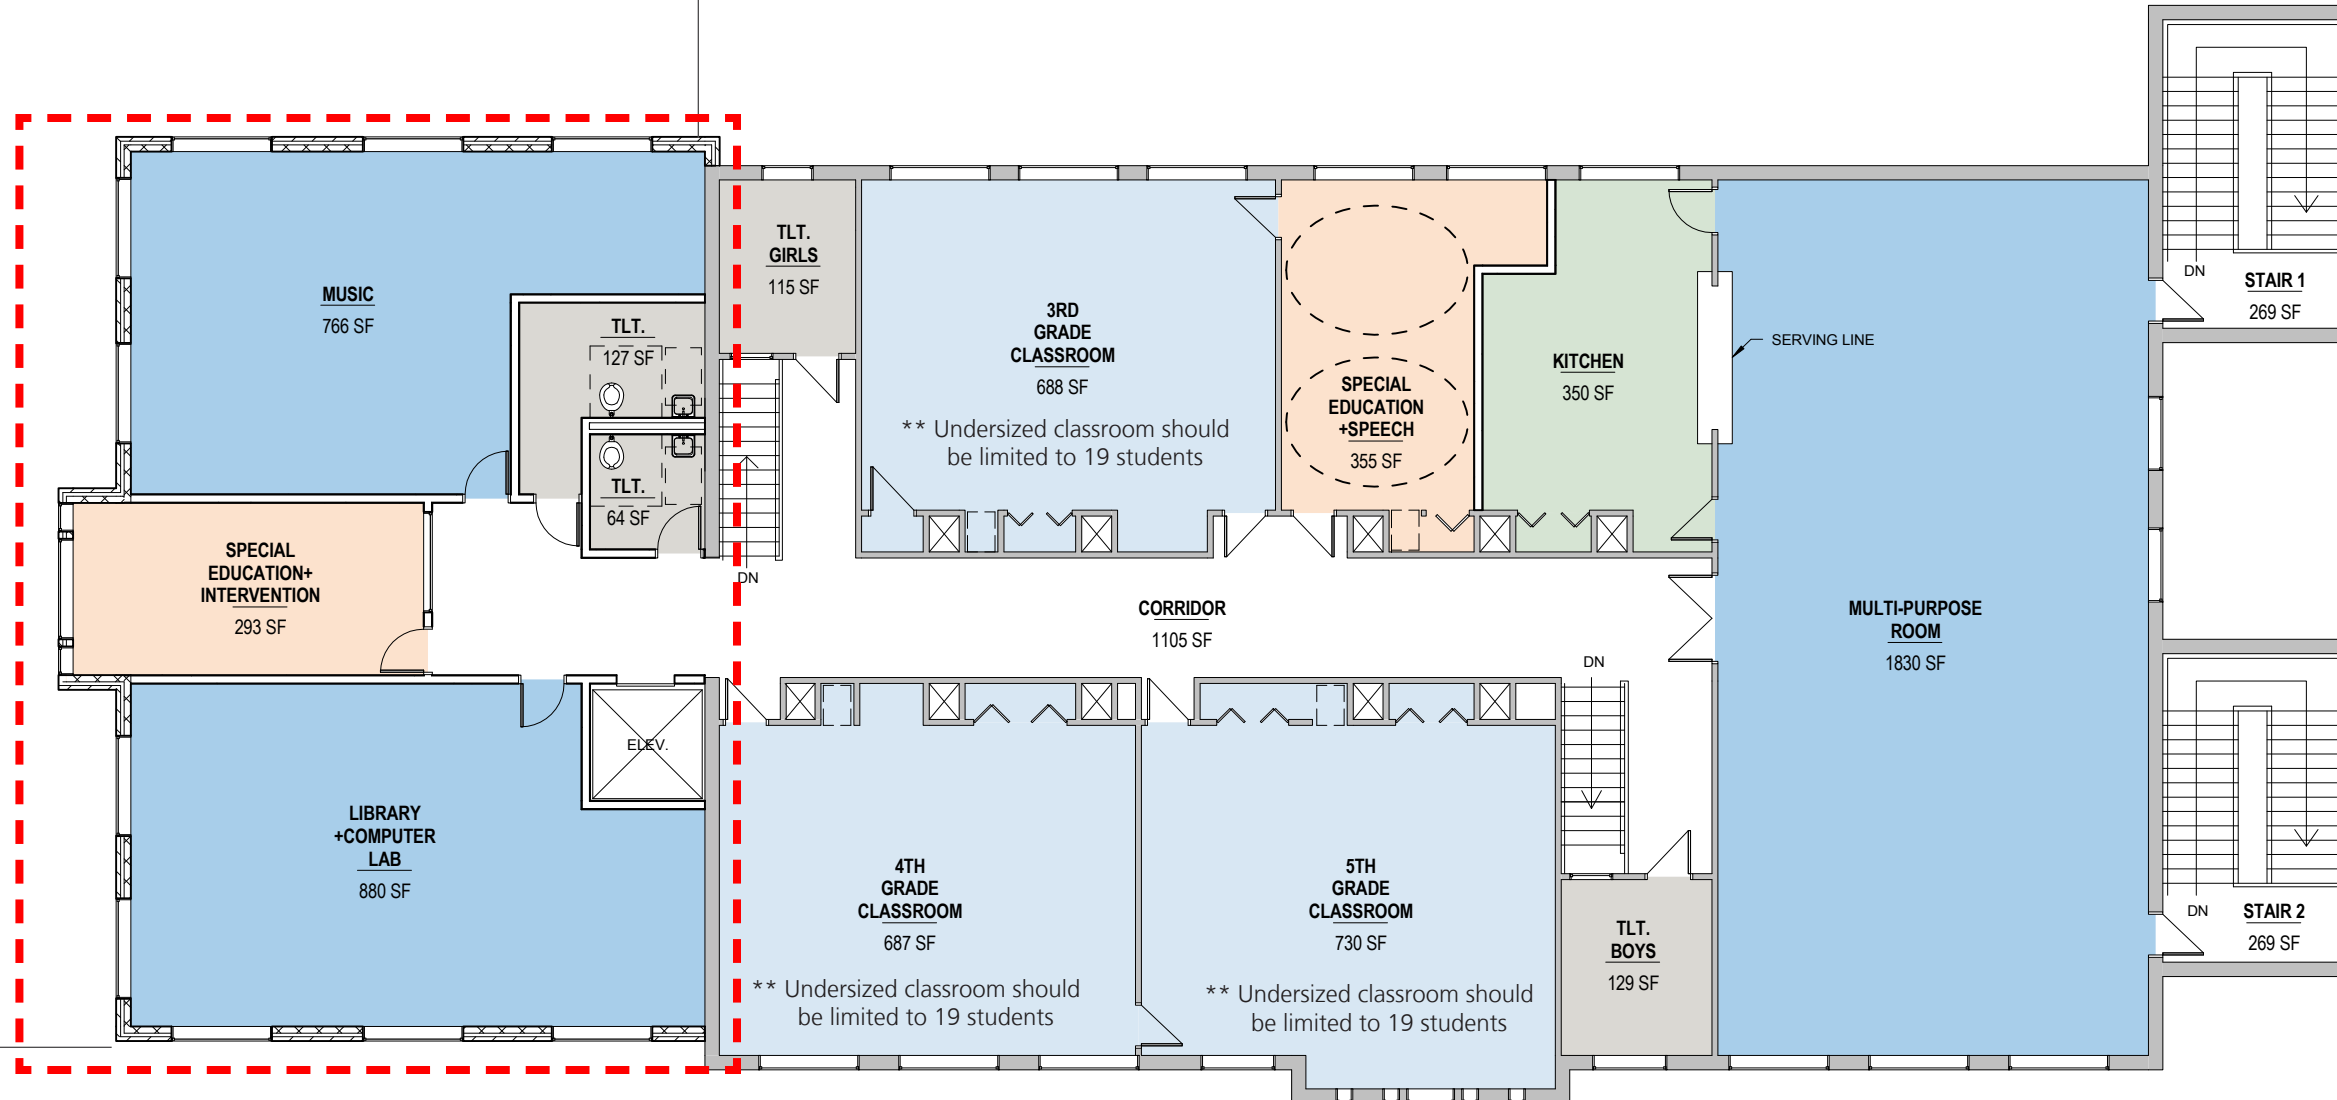 MUSIC
766 SF
TLT.
127 SF
TLT.
64 SF
SPECIAL
EDUCATION+
INTERVENTION
293 SF
LIBRARY
+COMPUTER
LAB
880 SF
ELEV.
TLT.
GIRLS
115 SF
DN
3RD
GRADE
CLASSROOM
688 SF
** Undersized classroom should
be limited to 19 students
SPECIAL
EDUCATION
+SPEECH
355 SF
KITCHEN
350 SF
SERVING LINE
CORRIDOR
1105 SF
4TH
GRADE
CLASSROOM
687 SF
** Undersized classroom should
be limited to 19 students
5TH
GRADE
CLASSROOM
730 SF
** Undersized classroom should
be limited to 19 students
DN
TLT.
BOYS
129 SF
MULTI-PURPOSE
ROOM
1830 SF
DN
STAIR 1
269 SF
DN
STAIR 2
269 SF